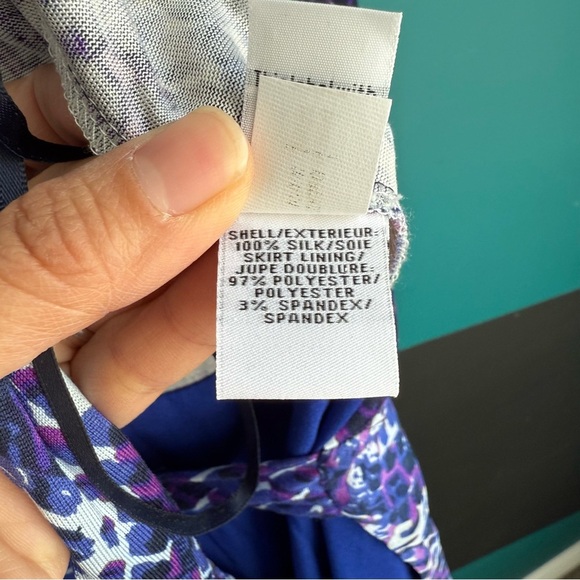 SHELL/EXTERIEUR:
100% SILK/SOIE
SKIRT LINING/
JUPE DOUBLURE:
97% POLYESTER/
POLYESTER
3% SPANDEX/
SPANDEX